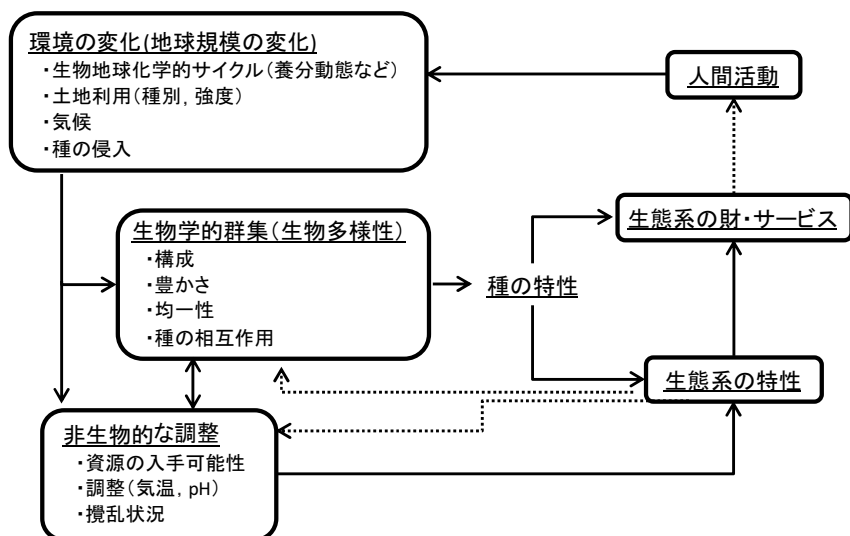 環境の変化(地球規模の変化)
・生物地球化学的サイクル(養分動態など)
・土地利用(種別, 強度)
・気候
・種の侵入
人間活動
生物学的群集(生物多様性)
・構成
・豊かさ
・均一性
・種の相互作用
種の特性
生態系の財・サービス
生態系の特性
非生物的な調整
・資源の入手可能性
・調整(気温, pH)
・攪乱状況